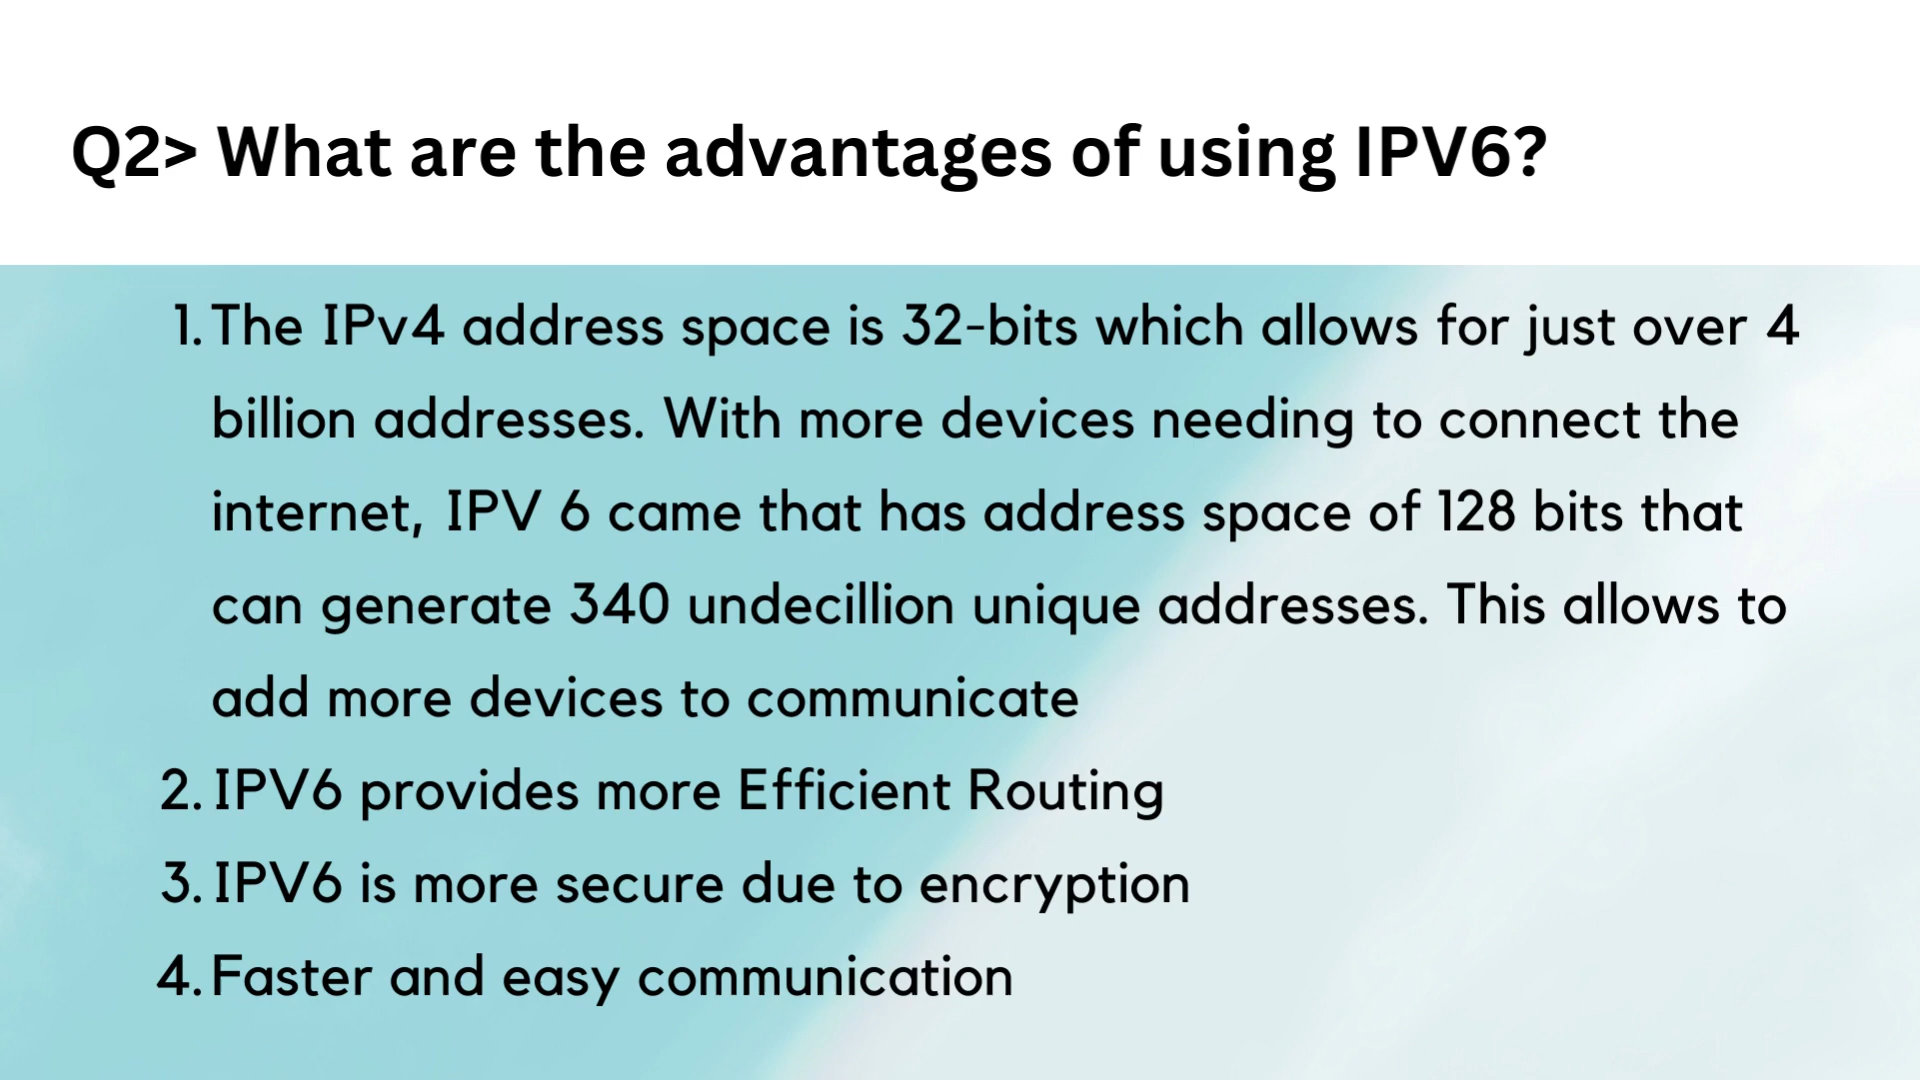 Q2> What are the advantages of using IPV6?
1. The IPv4 address space is 32-bits which allows for just over 4
billion addresses. With more devices needing to connect the
internet, IPV 6 came that has address space of 128 bits that
can generate 340 undecillion unique addresses. This allows to
add more devices to communicate
2. IPV6 provides more Efficient Routing
3. IPV6 is more secure due to encryption
4. Faster and easy communication